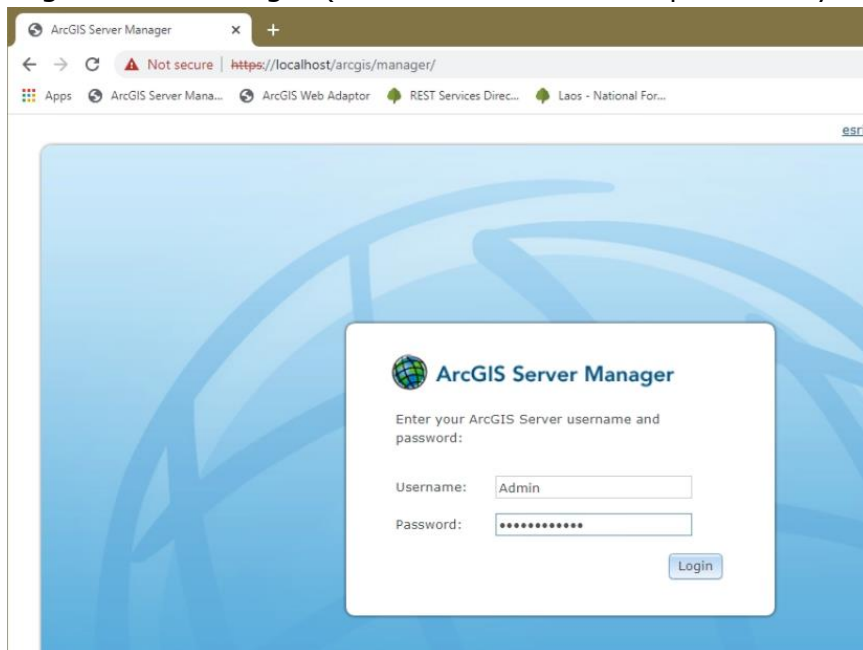 ArcGIS Server Manager
Not secure | https://localhost/arcgis/manager/
Apps ArcGIS Server Mana... ArcGIS Web Adaptor REST Services Direc... Laos - National For...
esri
ArcGIS Server Manager
Enter your ArcGIS Server username and
password:
Username: Admin
Password: ••••••••••••
Login